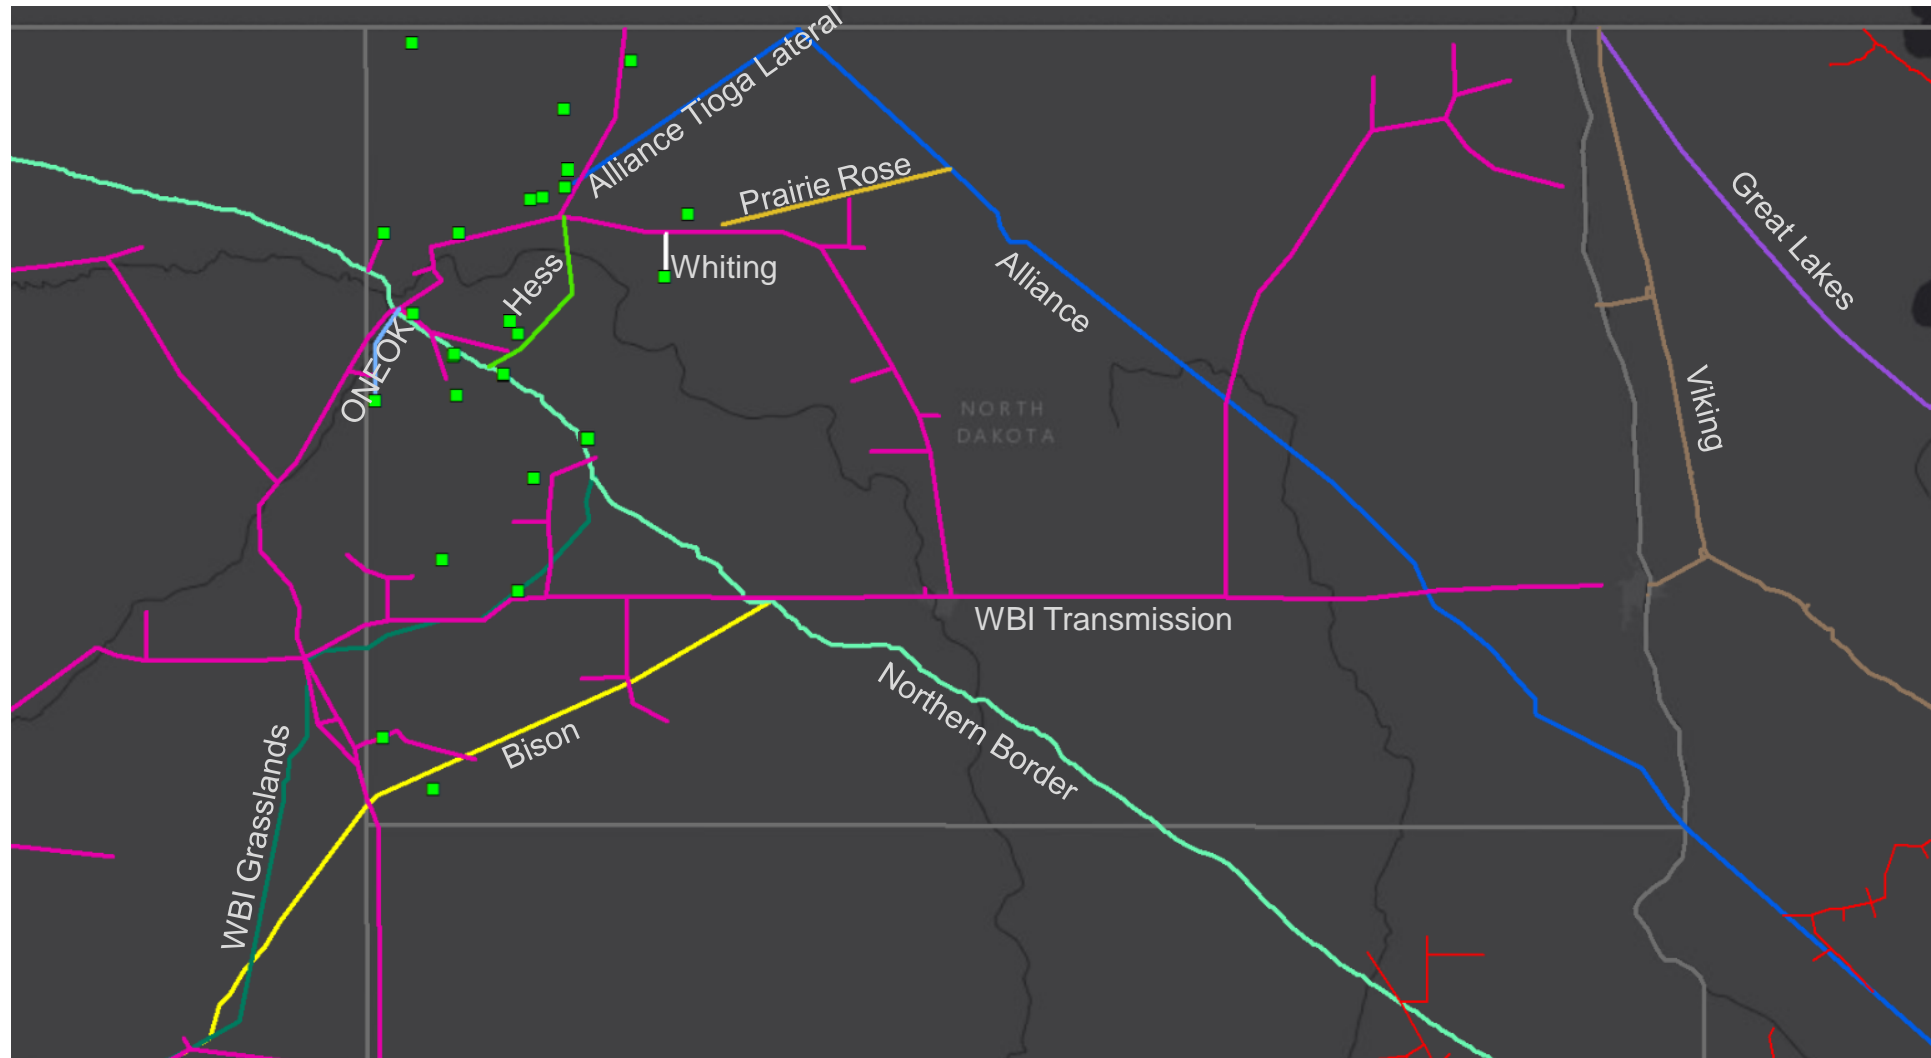 Alliance Tioga Lateral
Prairie Rose
Great Lakes
Whiting
Hess
Alliance
ONEOK
NORTH
DAKOTA
Viking
WBI Transmission
Northern Border
Bison
WBI Grasslands